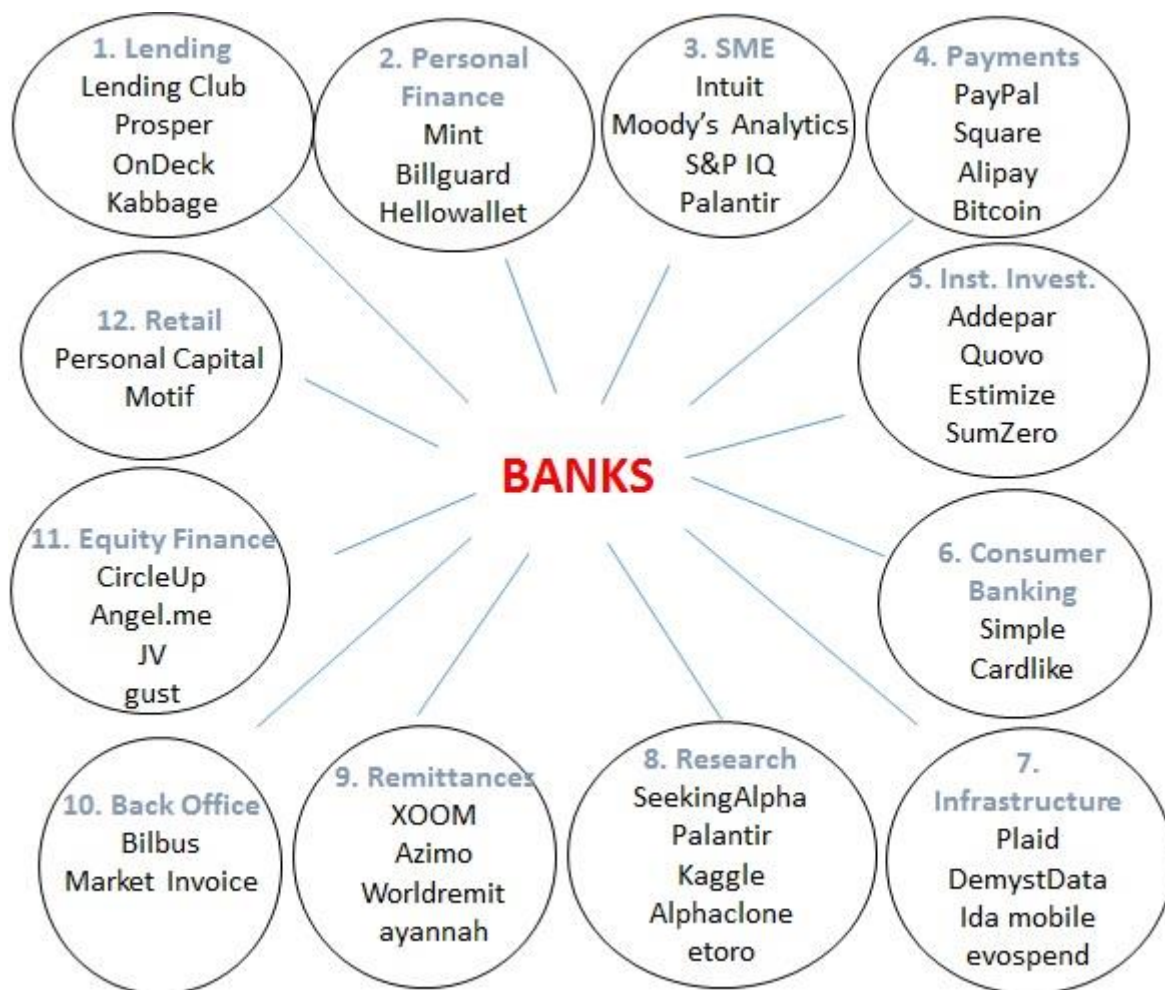 1. Lending
Lending Club
Prosper
OnDeck
Kabbage
2. Personal
Finance
Mint
Billguard
Hellowallet
3. SME
Intuit
Moody's Analytics
S&P IQ
Palantir
4. Payments
PayPal
Square
Alipay
Bitcoin
5. Inst. Invest.
Addepar
Quovo
Estimize
SumZero
6. Consumer
Banking
Simple
Cardlike
7.
Infrastructure
Plaid
DemystData
Ida mobile
evospend
8. Research
SeekingAlpha
Palantir
Kaggle
Alphaclone
etoro
9. Remittances
XOOM
Azimo
Worldremit
ayannah
10. Back Office
Bilbus
Market Invoice
11. Equity Finance
CircleUp
Angel.me
JV
gust
12. Retail
Personal Capital
Motif
BANKS